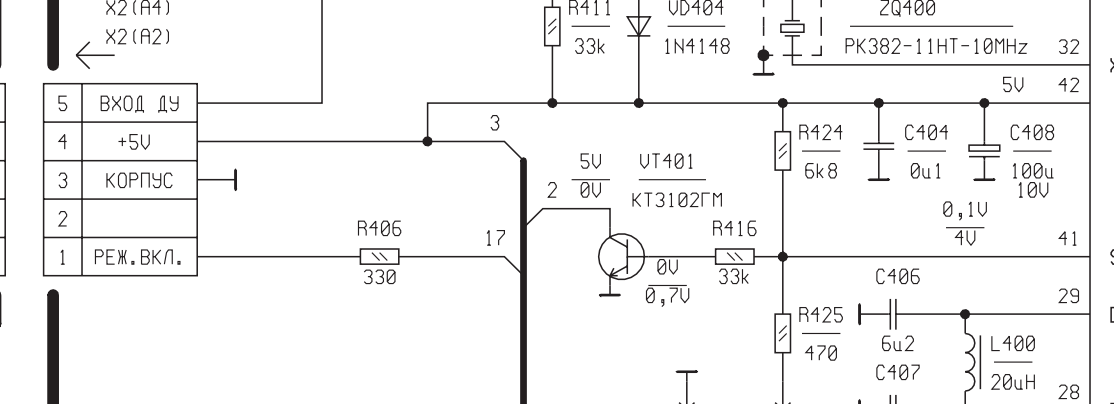 X2(A4)
X2(A2)
R411
33k
VD404
1N4148
ZQ400
PK382-11HT-10MHz
32
5V
42
5 ВХОД ДУ
4 +5V
3 КОРПУС
2
1 РЕЖ.ВКЛ.
3
2
17
5V
0V
VT401
КТ3102ГМ
R424
6k8
C404
0u1
C408
100u
10V
0,1V
4V
41
R406
330
R416
33k
0V
0,7V
C406
6u2
29
R425
470
L400
20uH
C407
28